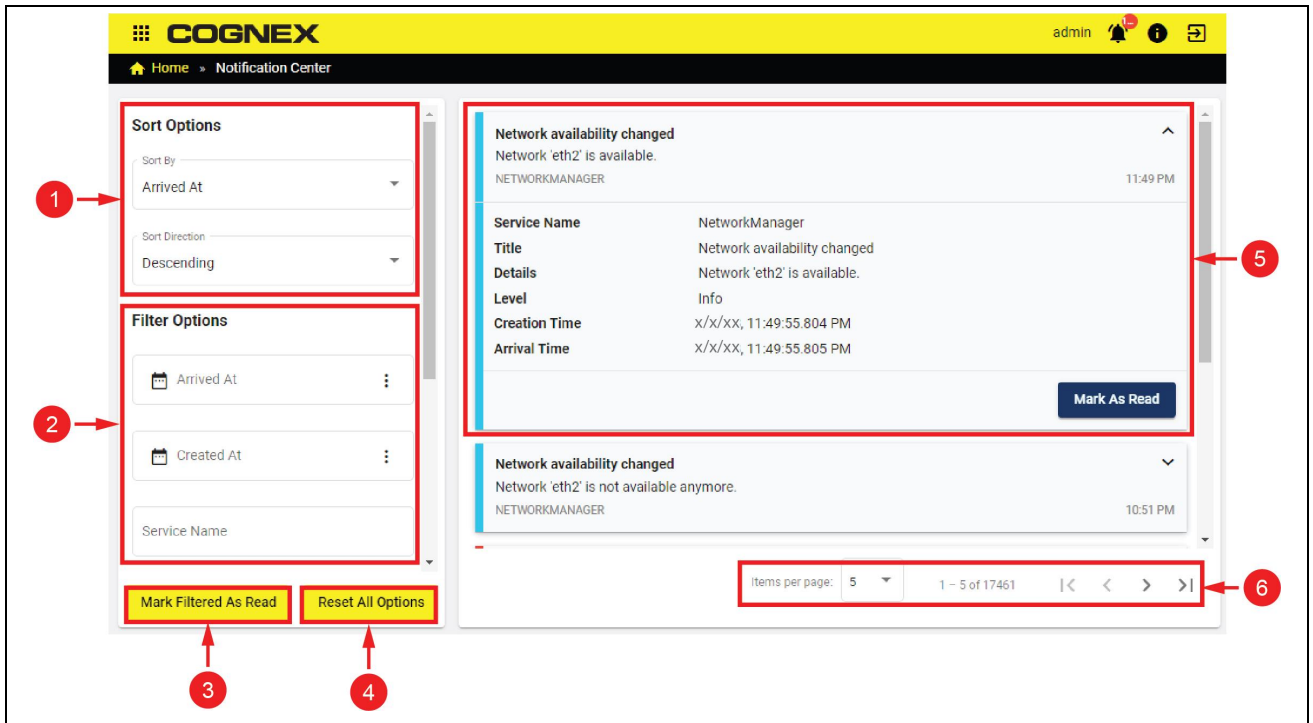 COGNEX
admin
Home » Notification Center
Sort Options
Sort By
Arrived At
Sort Direction
Descending
Filter Options
Arrived At
Created At
Service Name
Mark Filtered As Read
Reset All Options
1
2
3
4
Network availability changed
Network 'eth2' is available.
NETWORKMANAGER 11:49 PM
Service Name NetworkManager
Title Network availability changed
Details Network 'eth2' is available.
Level Info
Creation Time x/x/xx, 11:49:55.804 PM
Arrival Time x/x/xx, 11:49:55.805 PM
Mark As Read
Network availability changed
Network 'eth2' is not available anymore.
NETWORKMANAGER 10:51 PM
Items per page: 5 1 – 5 of 17461
5
6